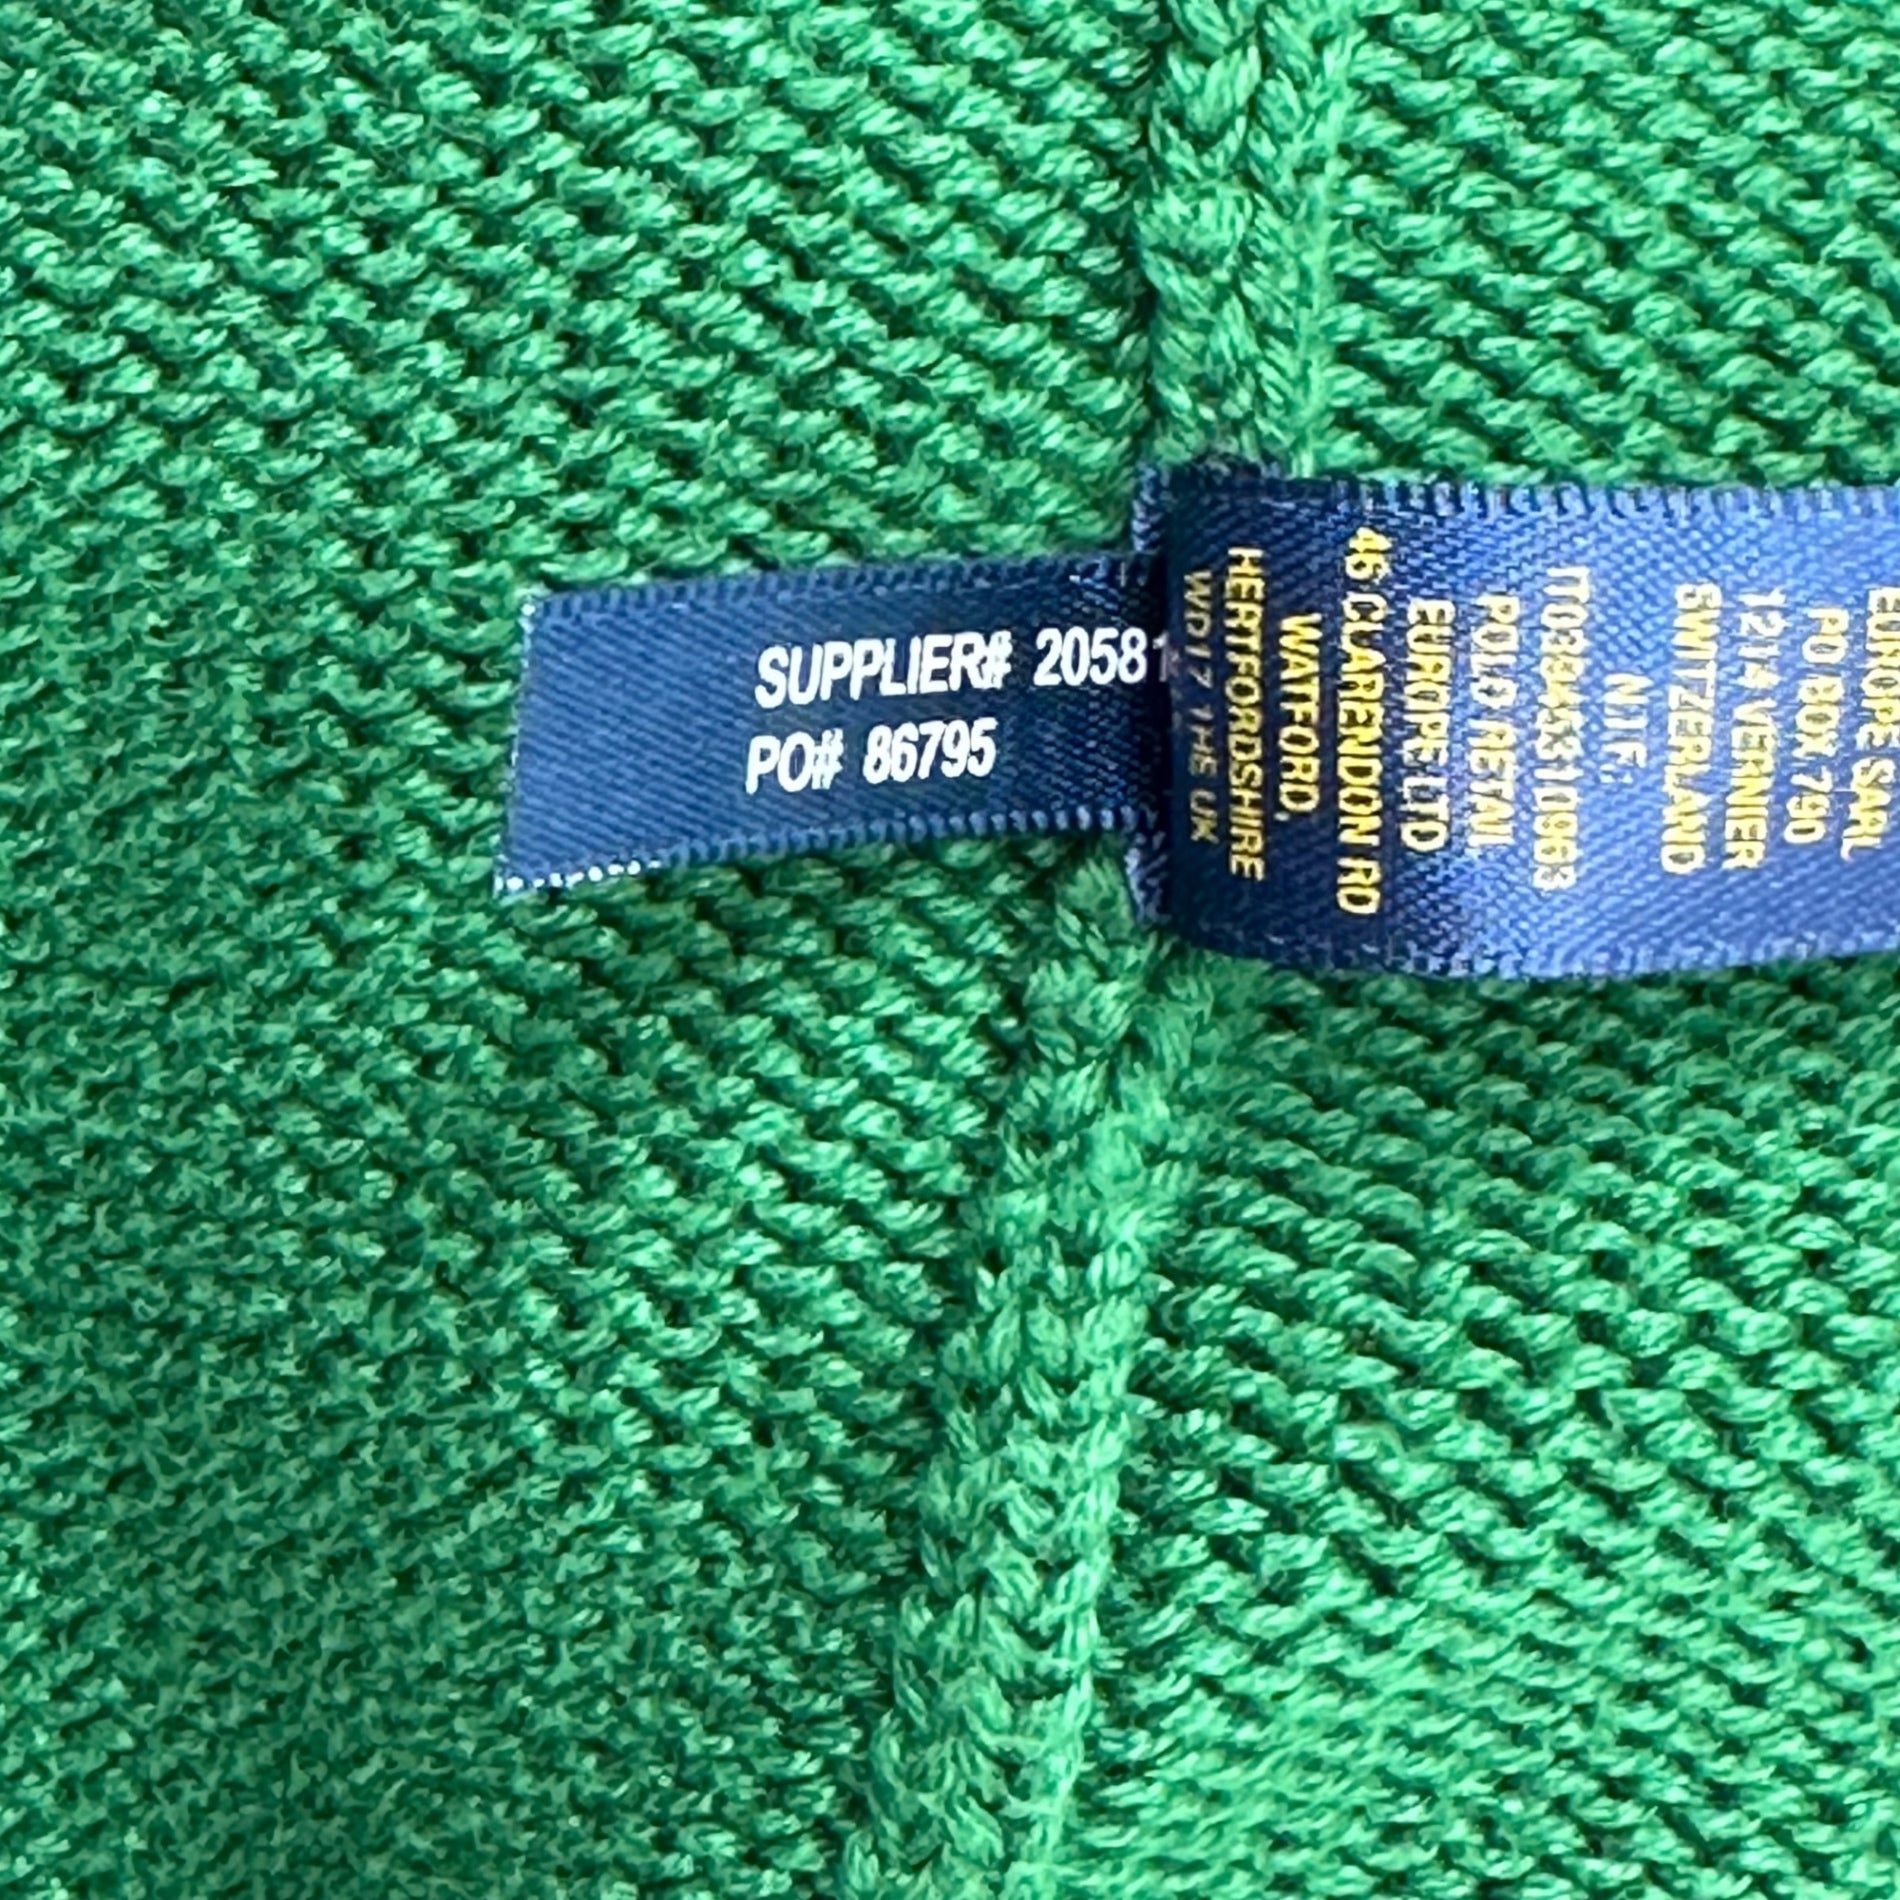 SUPPLIER# 20581
PO# 86795
EUROPE SARL
PO BOX 790
1214 VERNIER
SWITZERLAND
N.I.F.:
POLO RETAIL
EUROPE LTD
46 CLARENDON RD
WATFORD,
HERTFORDSHIRE
WD17 1HE UK